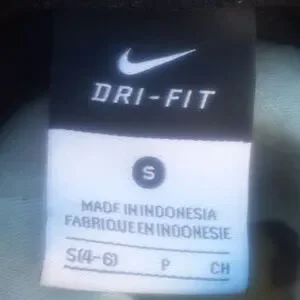 DRI-FIT
S
MADE IN INDONESIA
FABRIQUE EN INDONESIE
S(4-6) P CH